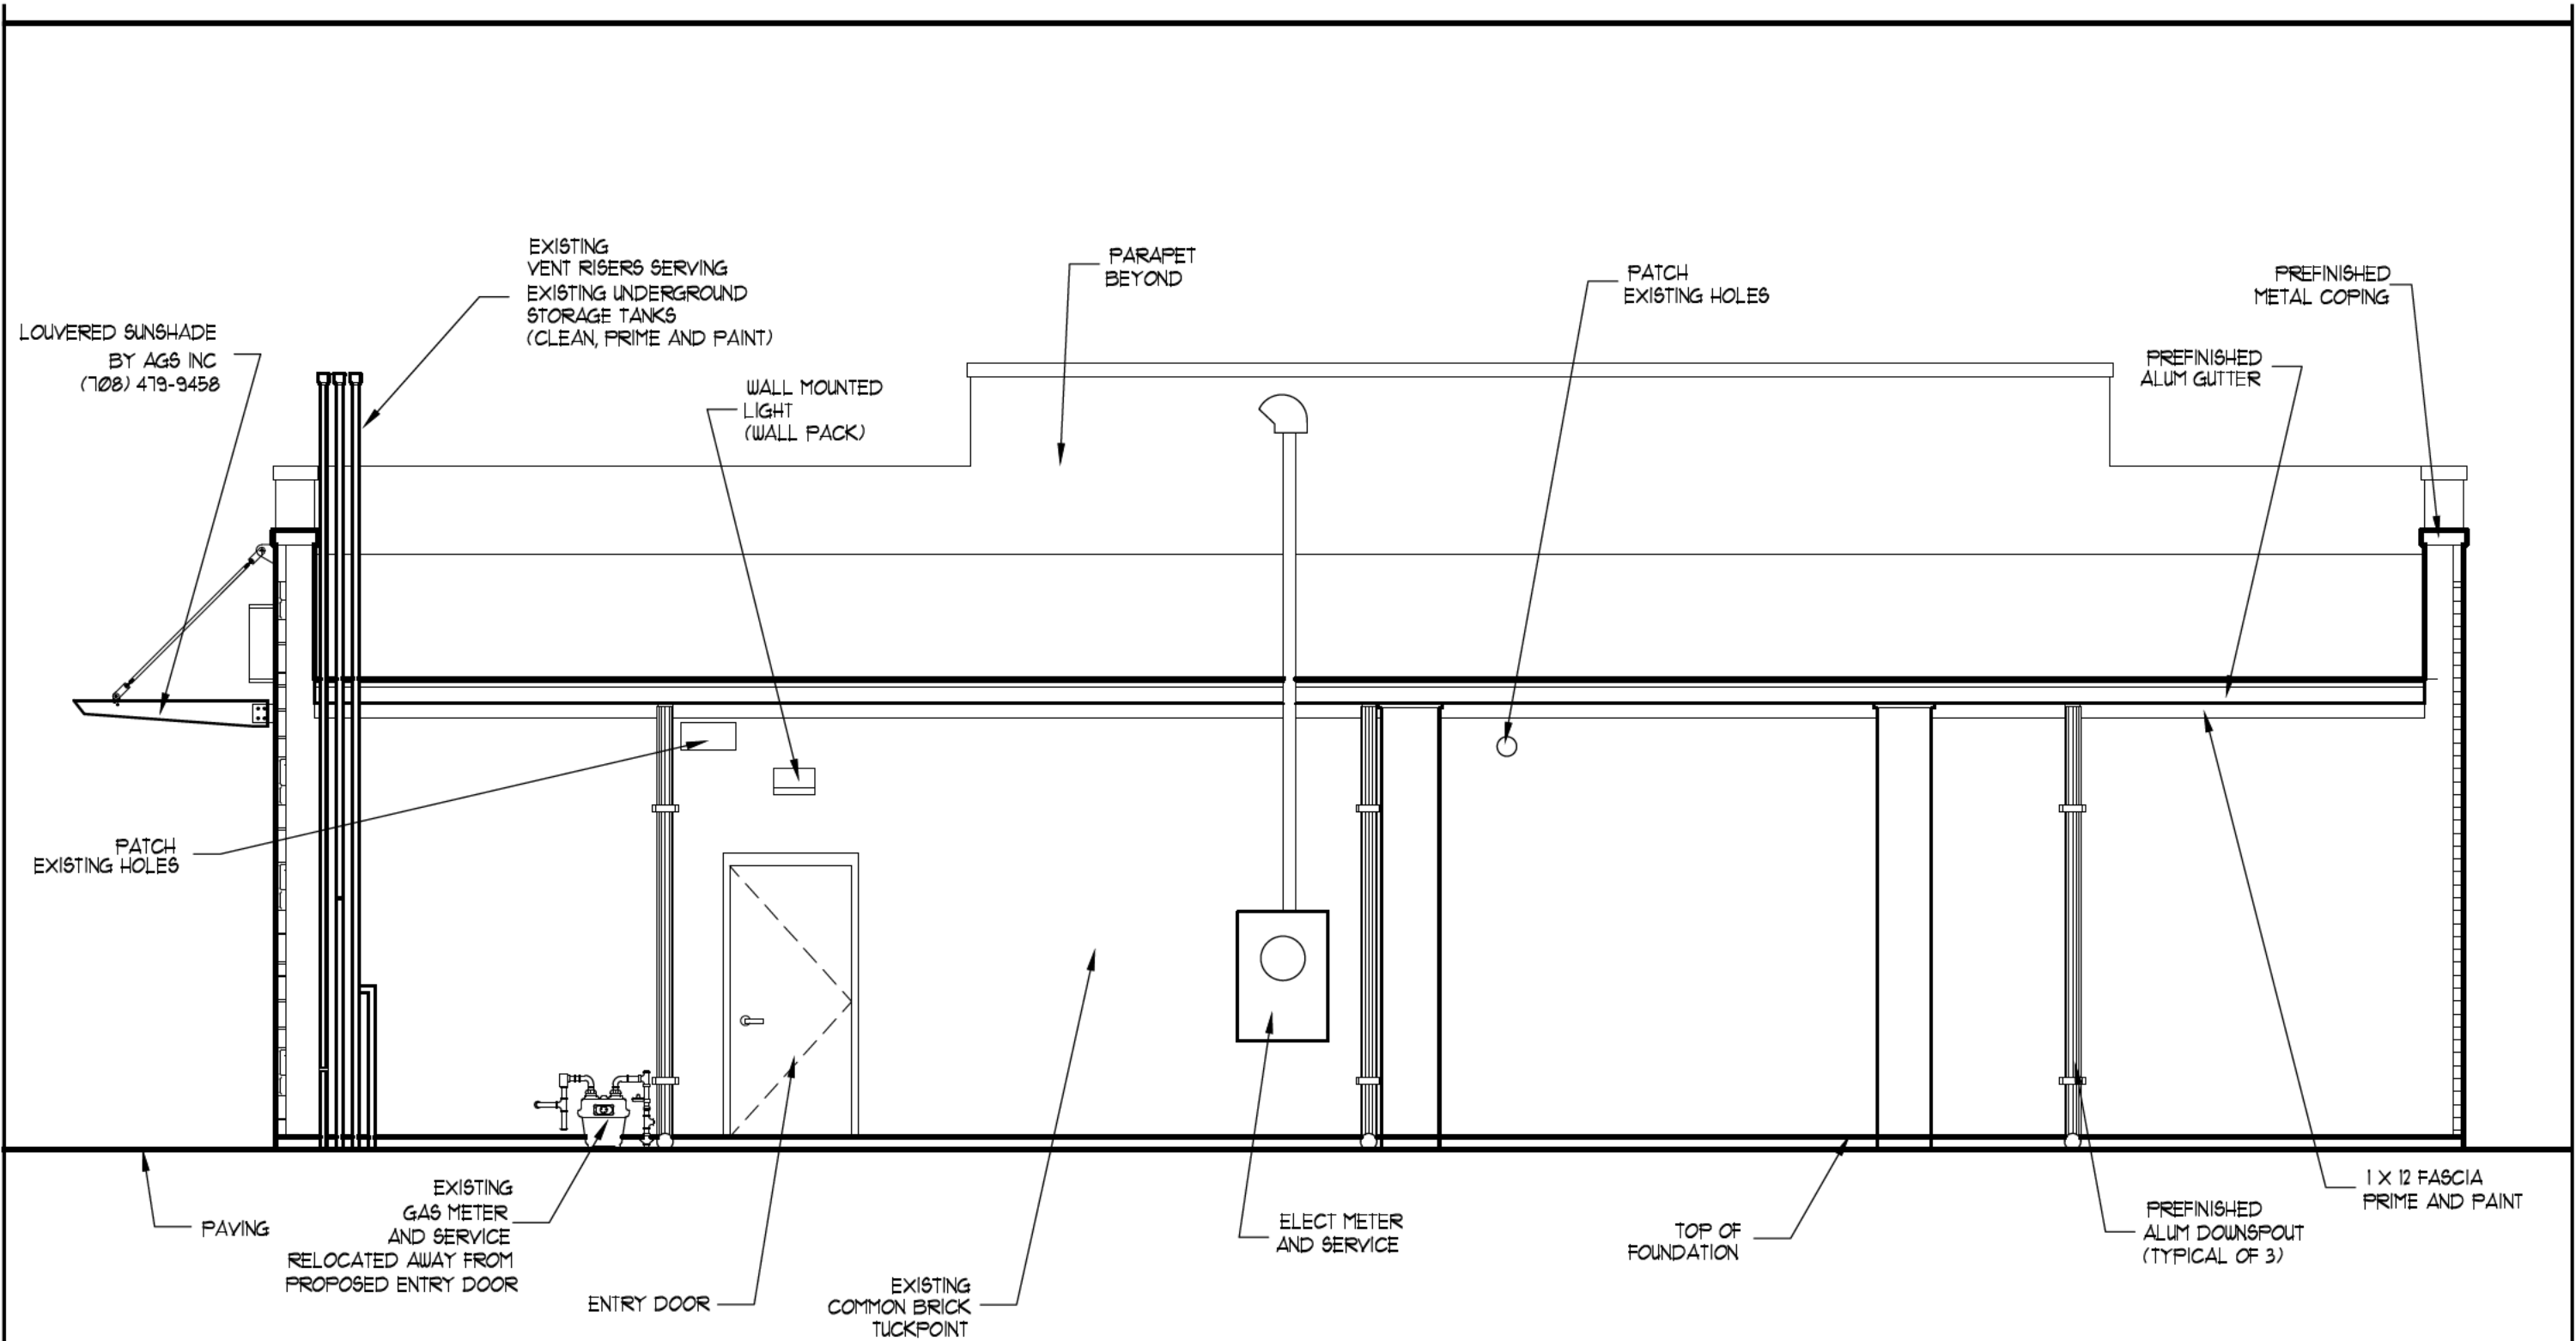 EXISTING
VENT RISERS SERVING
EXISTING UNDERGROUND
STORAGE TANKS
(CLEAN, PRIME AND PAINT)
PARAPET
BEYOND
PATCH
EXISTING HOLES
PREFINISHED
METAL COPING
LOUVERED SUNSHADE
BY AGS INC
(708) 479-9458
WALL MOUNTED
LIGHT
(WALL PACK)
PREFINISHED
ALUM GUTTER
PATCH
EXISTING HOLES
PAVING
EXISTING
GAS METER
AND SERVICE
RELOCATED AWAY FROM
PROPOSED ENTRY DOOR
ENTRY DOOR
EXISTING
COMMON BRICK
TUCKPOINT
ELECT METER
AND SERVICE
TOP OF
FOUNDATION
PREFINISHED
ALUM DOWNSPOUT
(TYPICAL OF 3)
1 X 12 FASCIA
PRIME AND PAINT